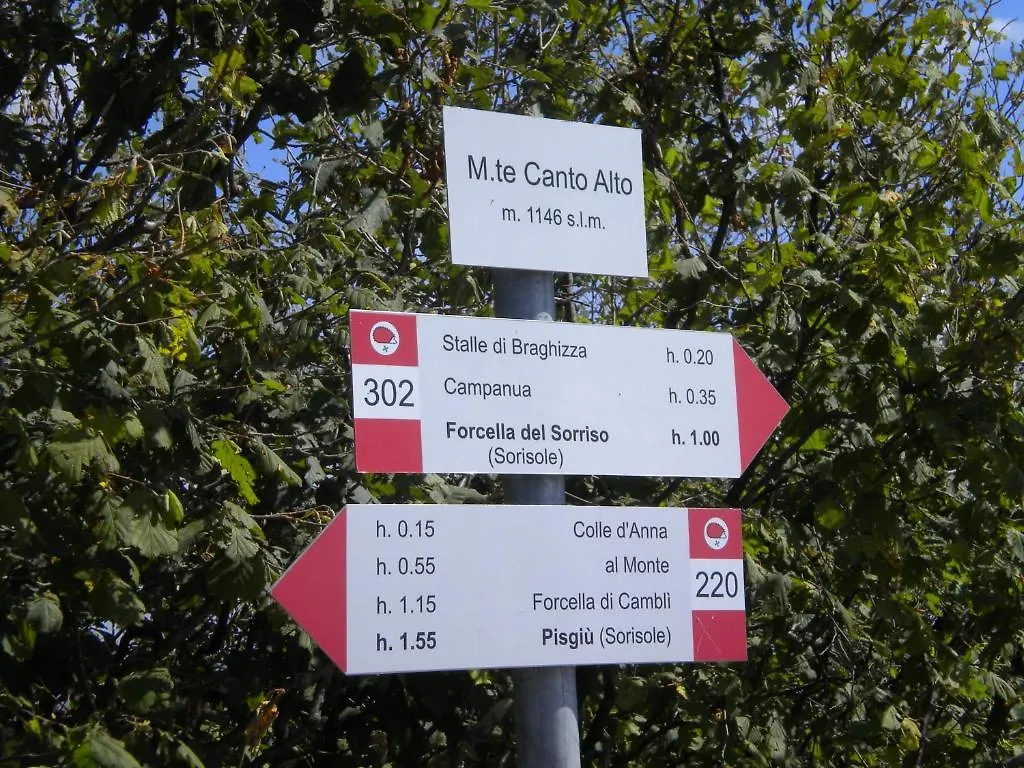 M.te Canto Alto
m. 1146 s.l.m.
302
Stalle di Braghizza h. 0.20
Campanua h. 0.35
Forcella del Sorriso h. 1.00
(Sorisole)
h. 0.15 Colle d'Anna
h. 0.55 al Monte
h. 1.15 Forcella di Camblì
h. 1.55 Pisgiù (Sorisole)
220